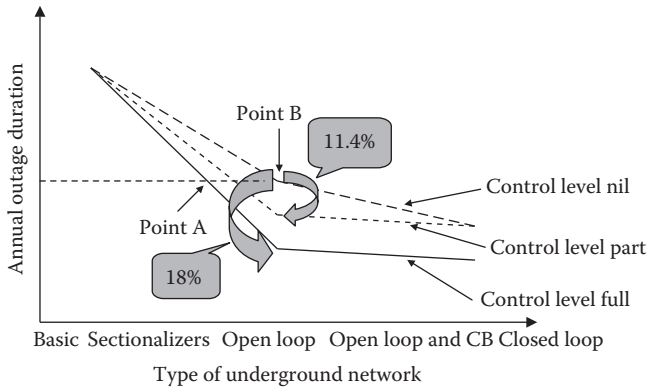 Annual outage duration
Point B
11.4%
Control level nil
Point A
Control level part
18%
Control level full
Basic Sectionalizers Open loop Open loop and CB Closed loop
Type of underground network